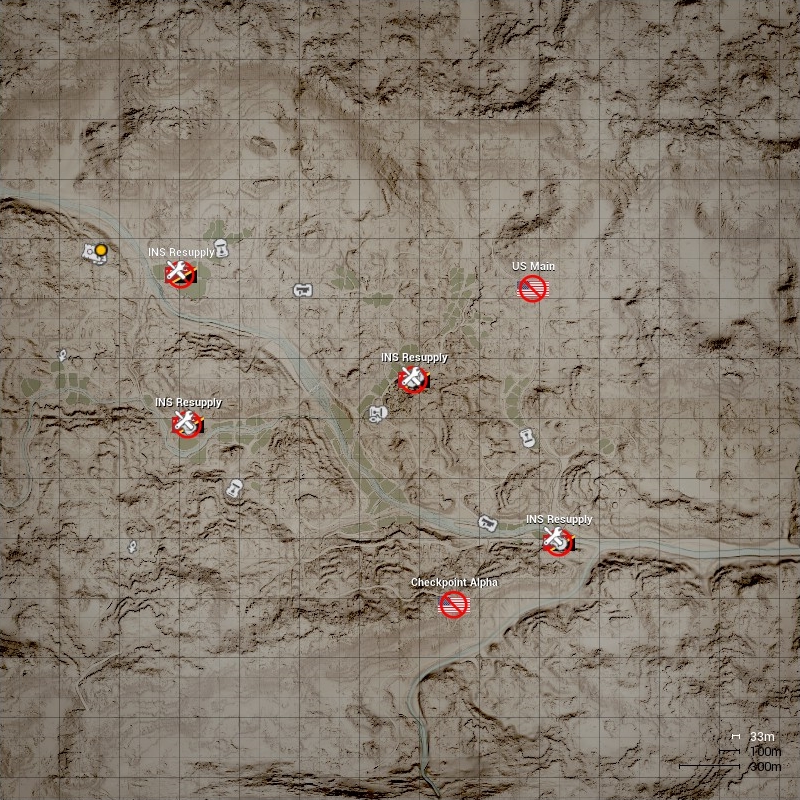 INS Resupply
US Main
INS Resupply
INS Resupply
INS Resupply
Checkpoint Alpha
33m
100m
300m